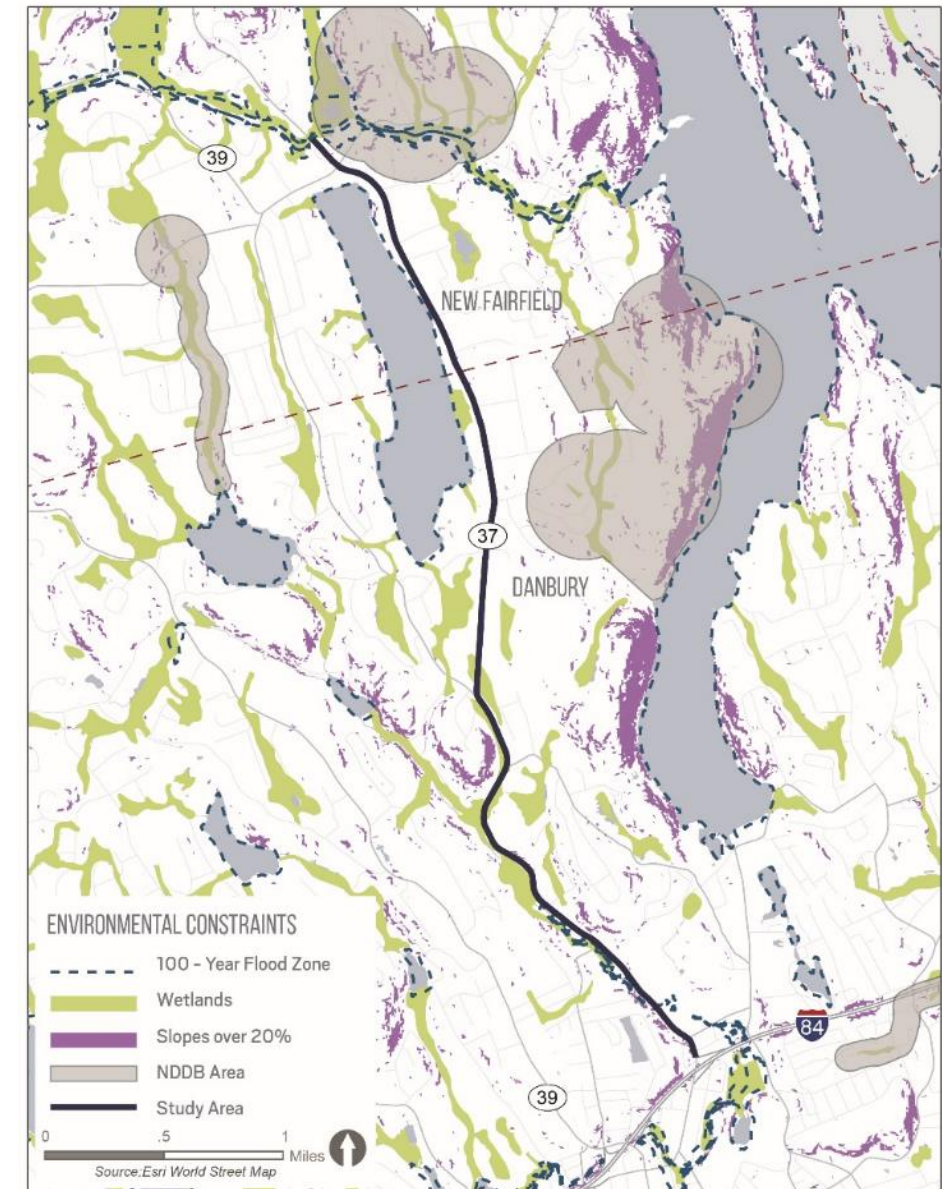 39
NEW FAIRFIELD
37
DANBURY
ENVIRONMENTAL CONSTRAINTS
100 - Year Flood Zone
Wetlands
Slopes over 20%
NDDB Area
Study Area
0 .5 1 Miles
Source:Esri World Street Map
84
39